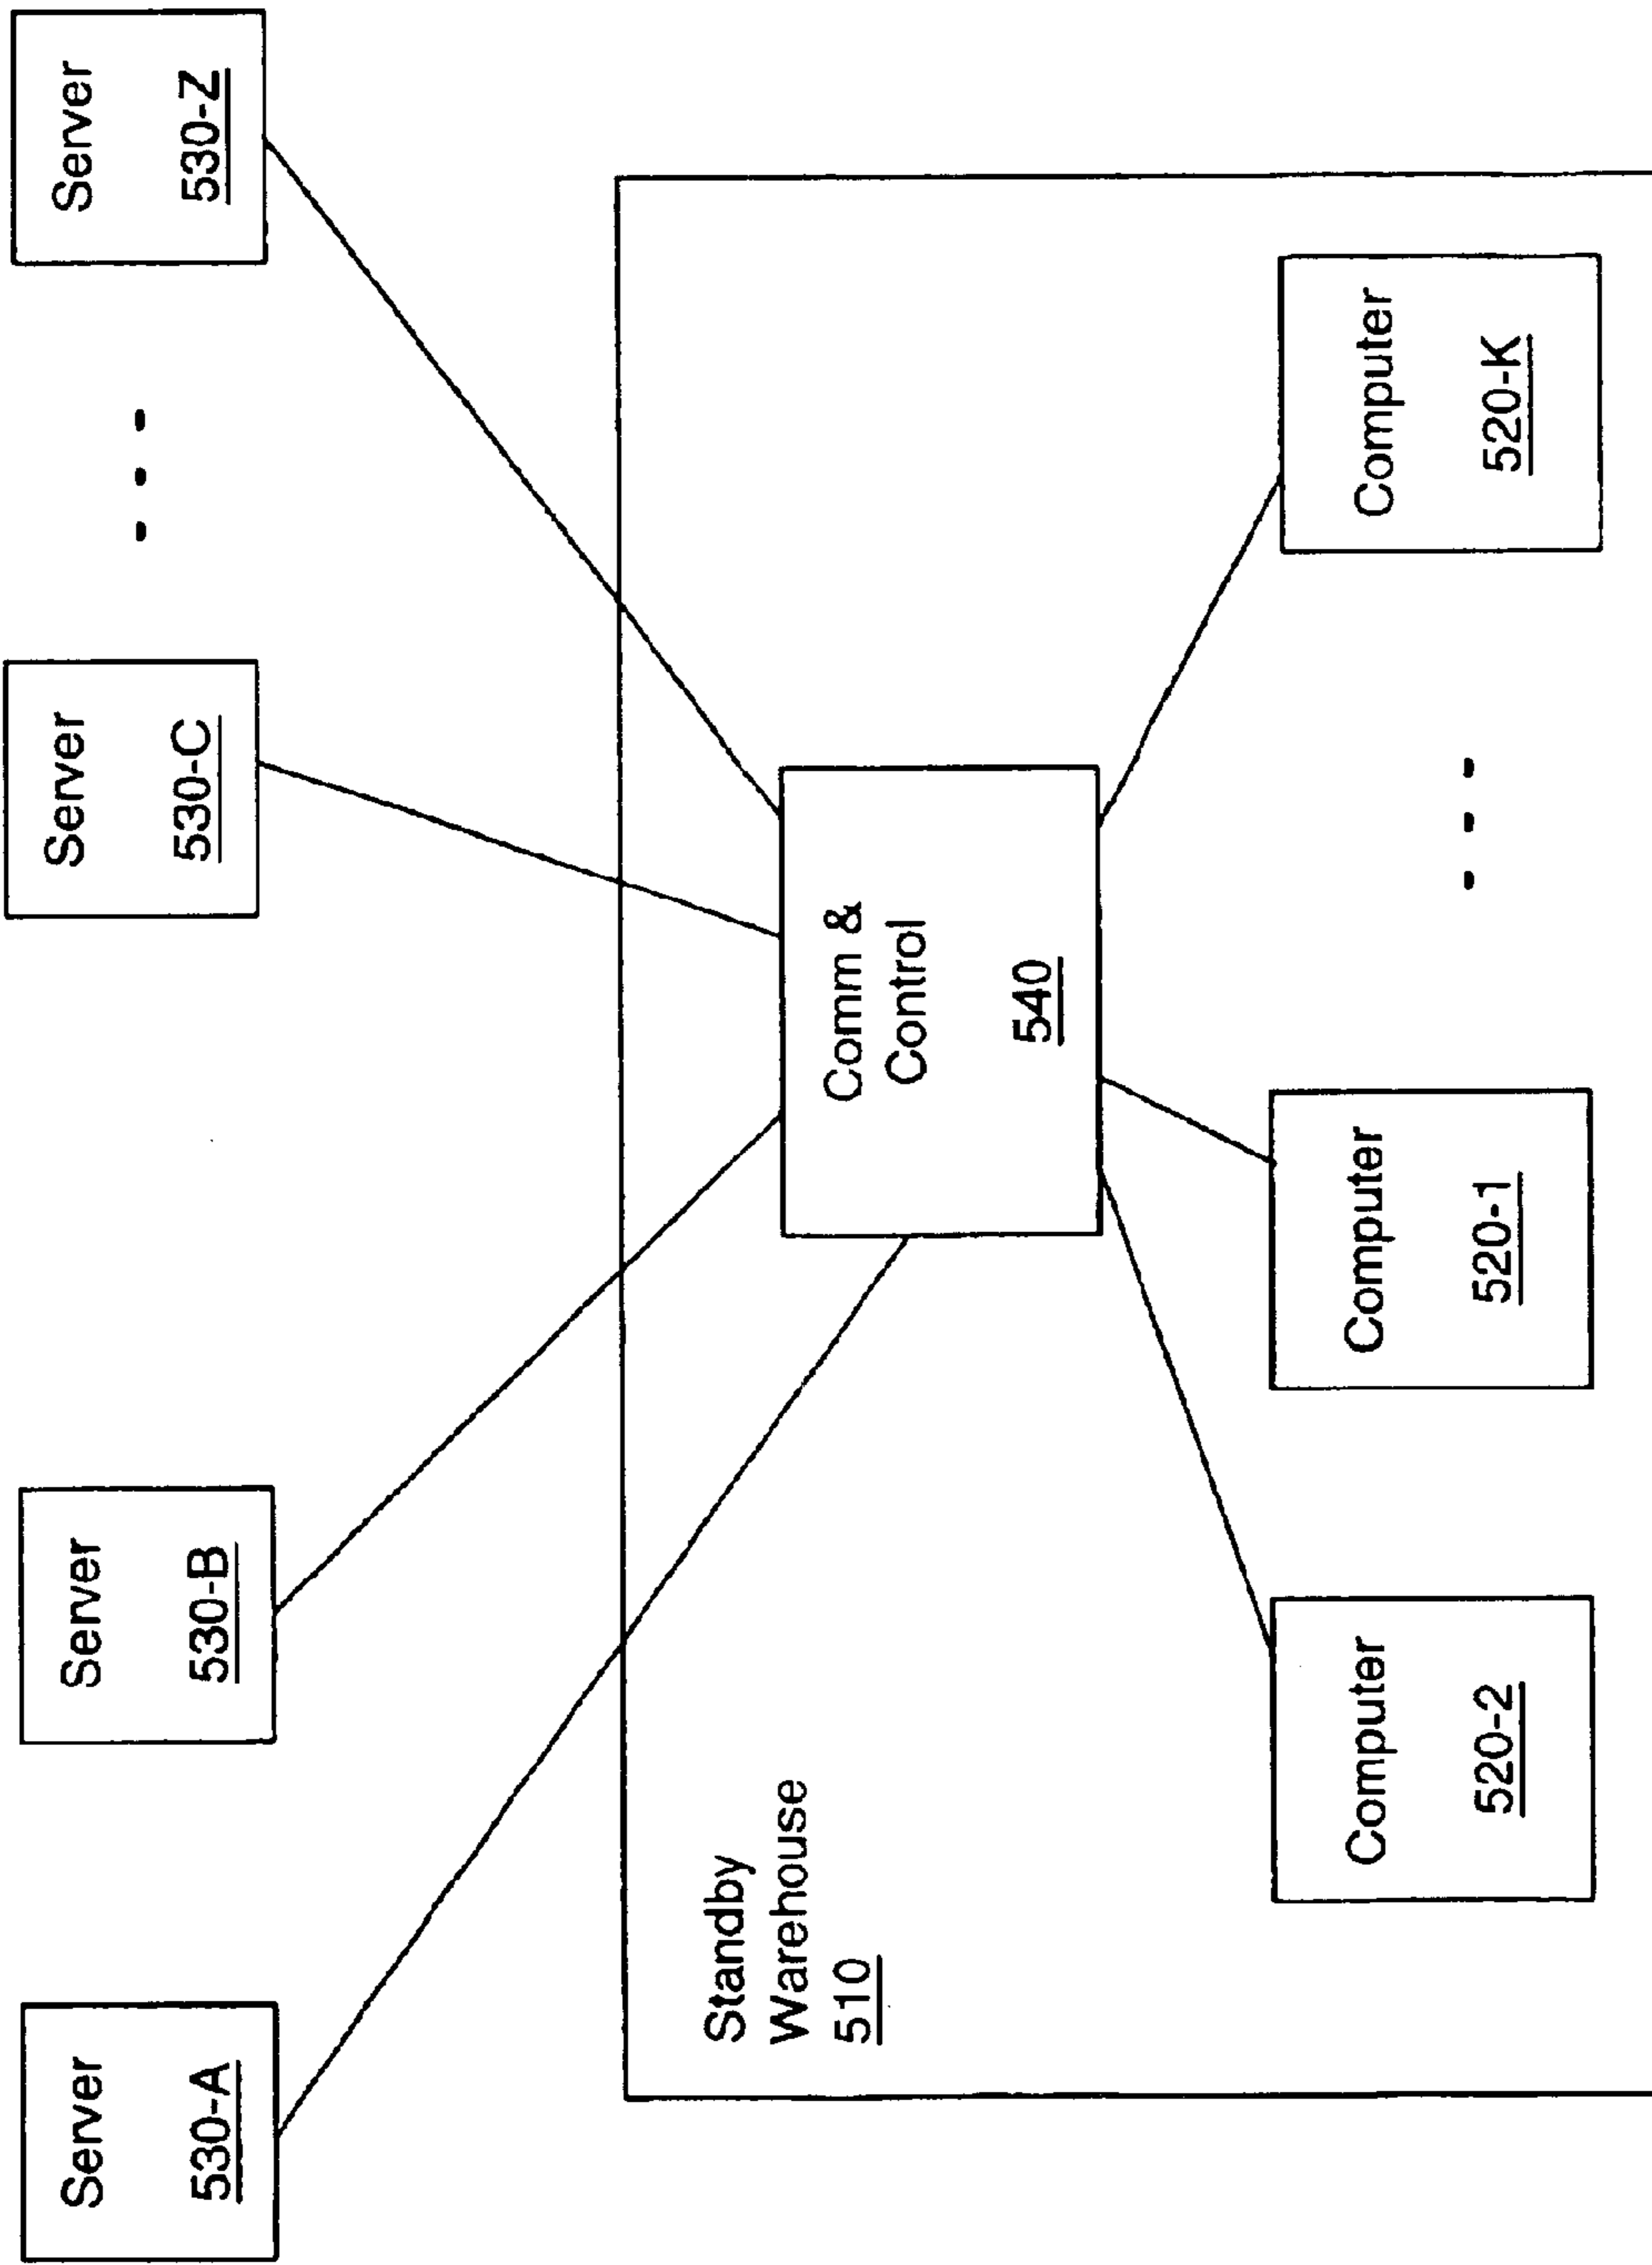 Server
530-A
Server
530-B
Server
530-C
Server
530-Z
Standby
Warehouse
510
Comm &
Control
540
Computer
520-2
Computer
520-1
Computer
520-K